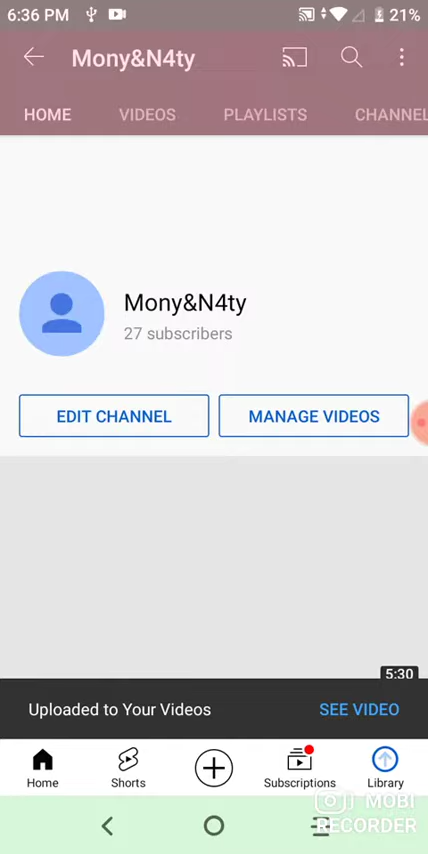 6:36 PM 21%
Mony&N4ty
HOME VIDEOS PLAYLISTS CHANNEL
Mony&N4ty
27 subscribers
EDIT CHANNEL MANAGE VIDEOS
5:30
Uploaded to Your Videos SEE VIDEO
Home Shorts Subscriptions Library
MOBI
RECORDER